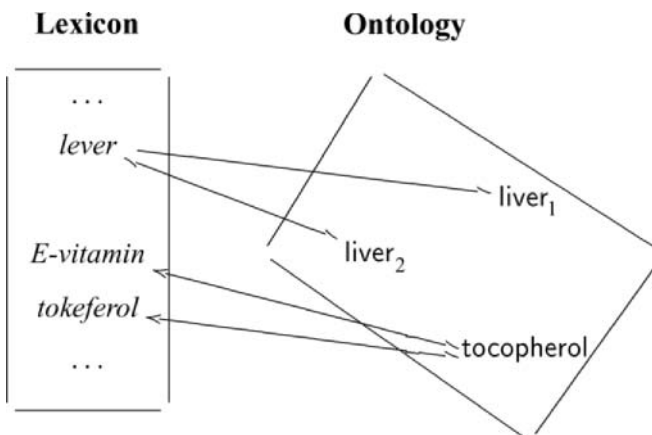 Lexicon
Ontology
...
lever
E-vitamin
tokeferol
...
liver₁
liver₂
tocopherol